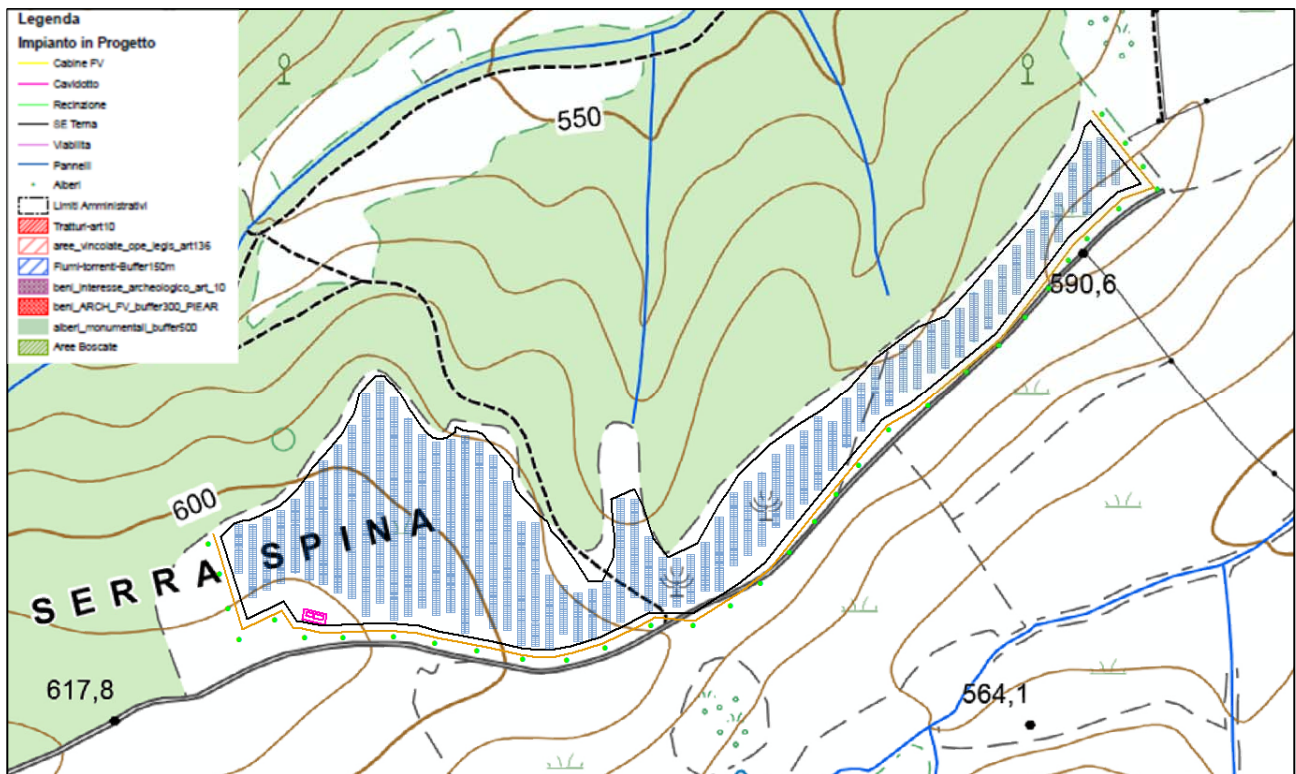 Legenda
Impianto in Progetto
Cabine FV
Cavidotto
Recinzione
SE Terna
Viabilita
Pannelli
Alberi
Limiti Amministrativi
Tratturi-art10
aree_vincolate_ope_legis_art136
Fiumi-torrenti-Buffer150m
beni_interesse_archeologico_art_10
beni_ARCH_FV_buffer300_PIEAR
alberi_monumentali_buffer500
Aree Boscate
550
590,6
600
SERRA SPINA
617,8
564,1